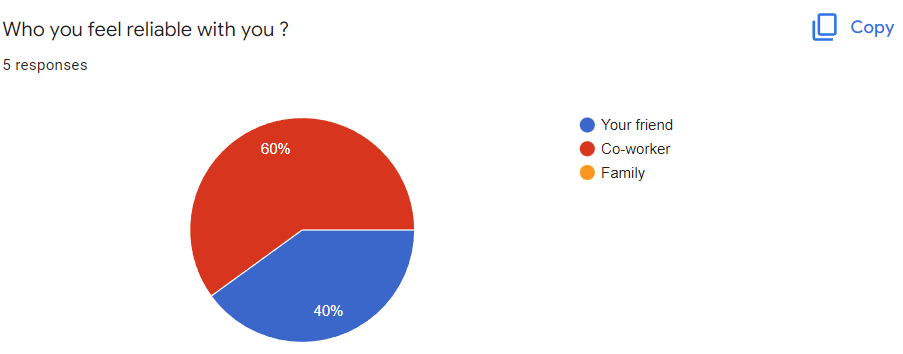 Who you feel reliable with you ?
Copy
5 responses
60%
40%
Your friend
Co-worker
Family